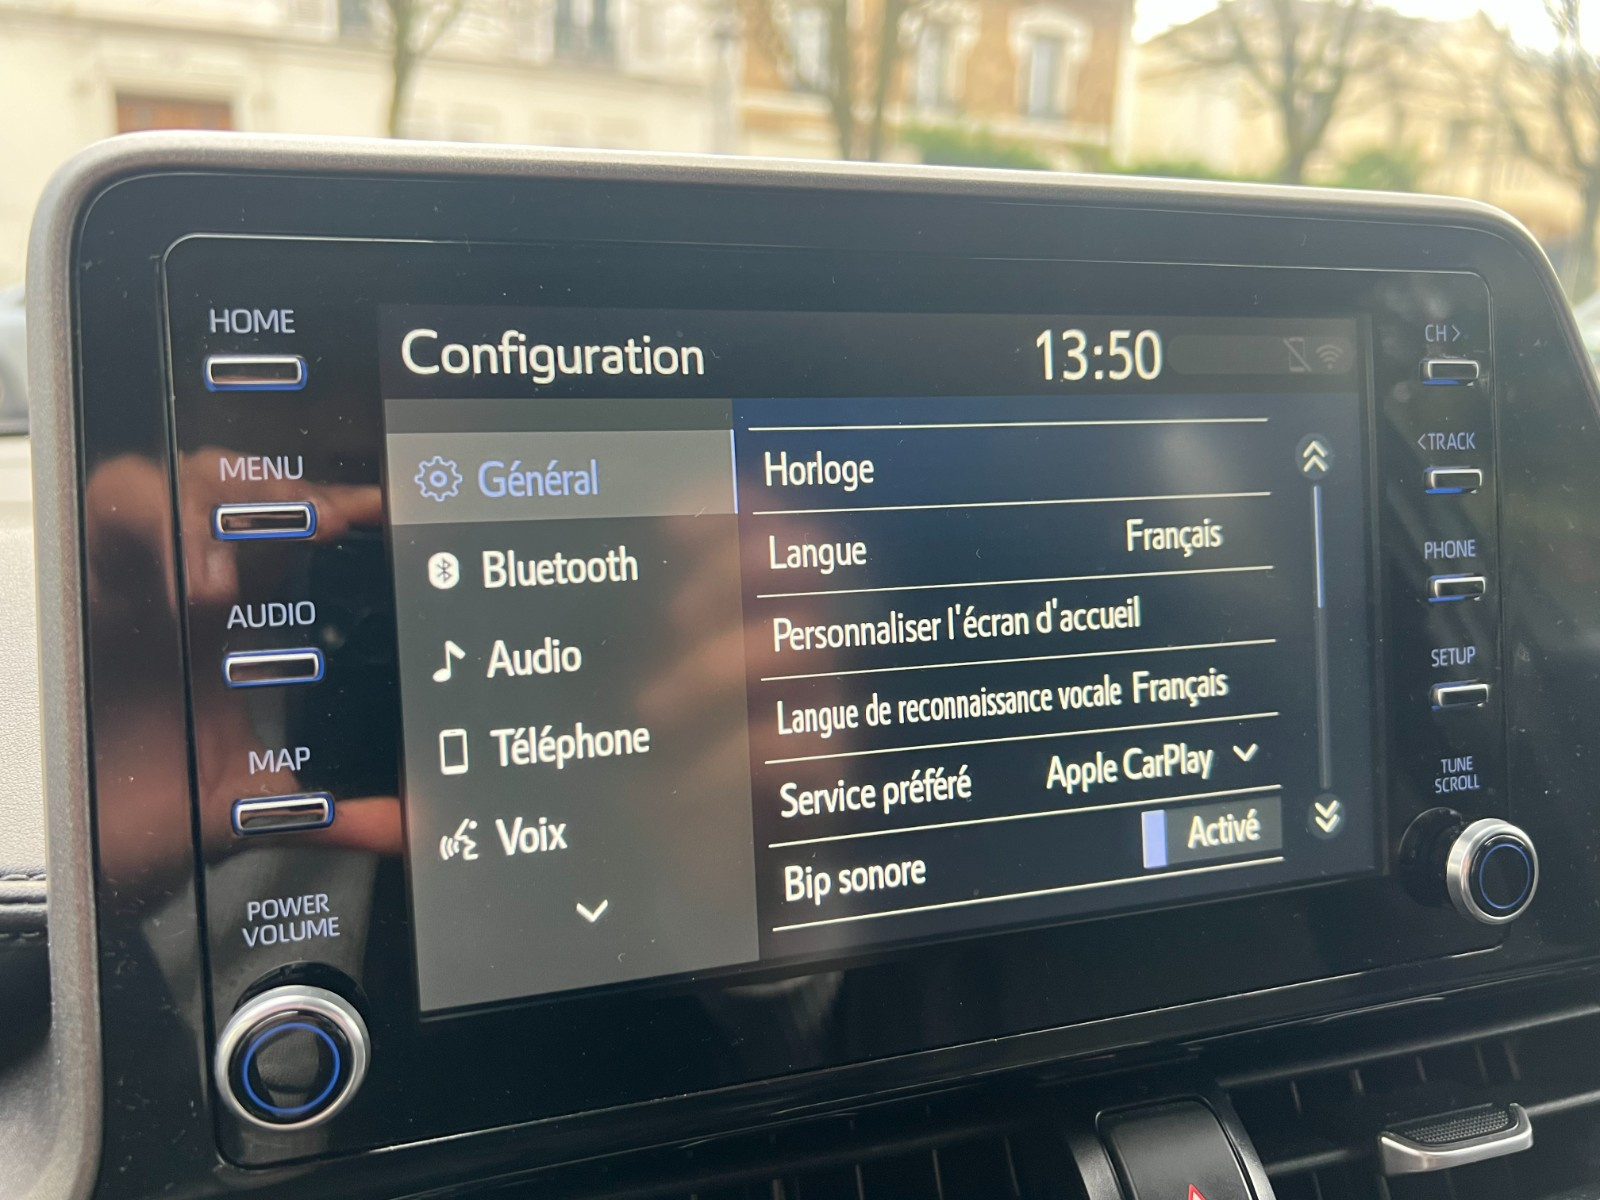 HOME
MENU
AUDIO
MAP
POWER
VOLUME
Configuration 13:50
Général
Bluetooth
Audio
Téléphone
Voix
Horloge
Langue Français
Personnaliser l'écran d'accueil
Langue de reconnaissance vocale Français
Service préféré Apple CarPlay
Bip sonore Activé
CH >
<TRACK
PHONE
SETUP
TUNE
SCROLL